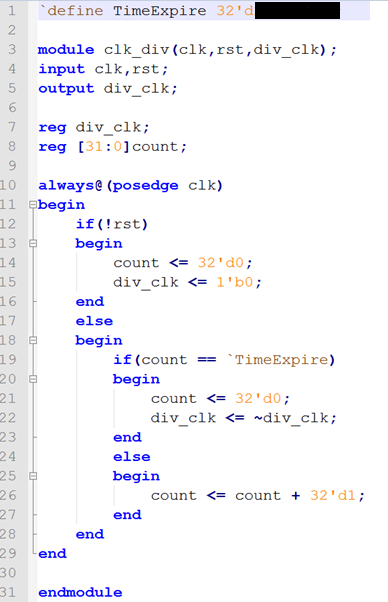 1 `define TimeExpire 32'd
2
3 module clk_div(clk,rst,div_clk);
4 input clk,rst;
5 output div_clk;
6
7 reg div_clk;
8 reg [31:0]count;
9
10 always@(posedge clk)
11 begin
12     if(!rst)
13     begin
14         count <= 32'd0;
15         div_clk <= 1'b0;
16     end
17     else
18     begin
19         if(count == `TimeExpire)
20         begin
21             count <= 32'd0;
22             div_clk <= ~div_clk;
23         end
24         else
25         begin
26             count <= count + 32'd1;
27         end
28     end
29 end
30
31 endmodule